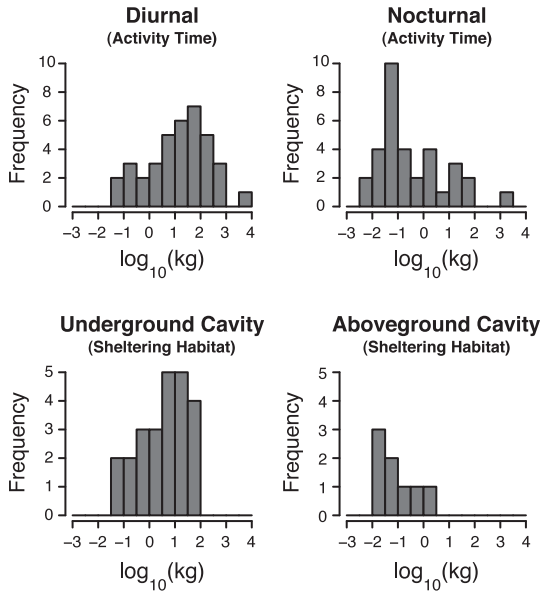 Diurnal
(Activity Time)
Frequency
10
8
6
4
2
0
−3 −2 −1 0 1 2 3 4
log10(kg)
Nocturnal
(Activity Time)
Frequency
10
8
6
4
2
0
−3 −2 −1 0 1 2 3 4
log10(kg)
Underground Cavity
(Sheltering Habitat)
Frequency
5
4
3
2
1
0
−3 −2 −1 0 1 2 3 4
log10(kg)
Aboveground Cavity
(Sheltering Habitat)
Frequency
5
4
3
2
1
0
−3 −2 −1 0 1 2 3 4
log10(kg)